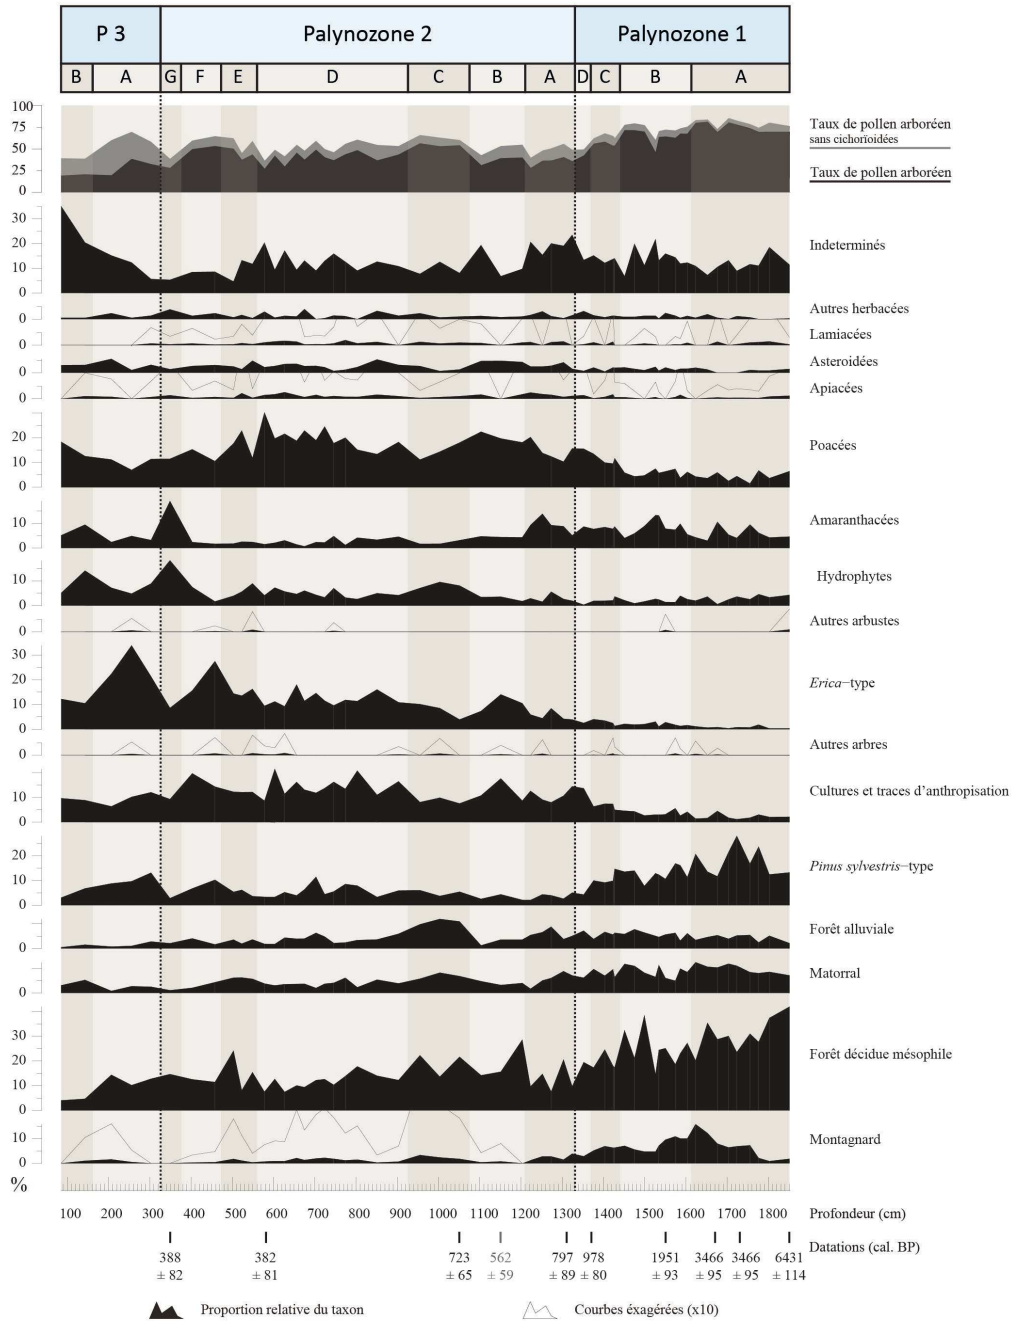 P 3 Palynozone 2 Palynozone 1
B A G F E D C B A D C B A
100
75
50
25
0
Taux de pollen arboréen
sans cichorïoidées
Taux de pollen arboréen
30
20
10
0
Indeterminés
0
Autres herbacées
0
Lamiacées
0
Asteroidées
0
Apiacées
20
10
0
Poacées
10
0
Amaranthacées
10
0
Hydrophytes
0
Autres arbustes
30
20
10
0
Erica−type
0
Autres arbres
10
0
Cultures et traces d’anthropisation
20
10
0
Pinus sylvestris−type
0
Forêt alluviale
0
Matorral
30
20
10
0
Forêt décidue mésophile
10
0
Montagnard
%
100 200 300 400 500 600 700 800 900 1000 1100 1200 1300 1400 1500 1600 1700 1800 Profondeur (cm)
388 382 723 562 797 978 1951 3466 3466 6431 Datations (cal. BP)
± 82 ± 81 ± 65 ± 59 ± 89 ± 80 ± 93 ± 95 ± 95 ± 114
Proportion relative du taxon Courbes éxagérées (x10)